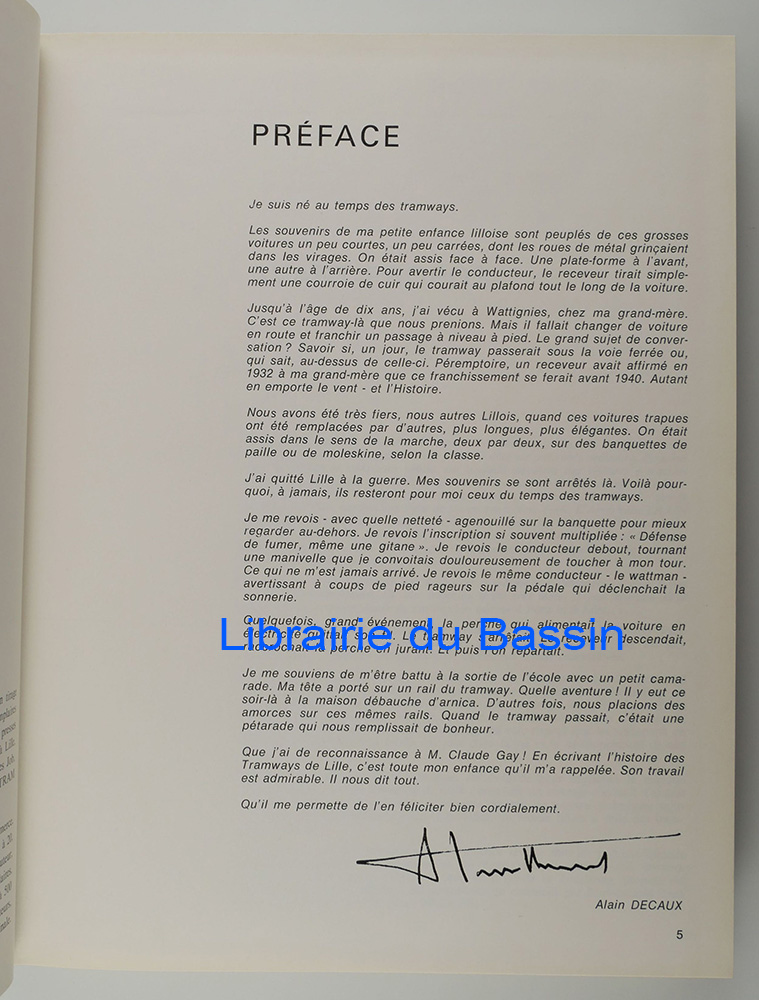 PRÉFACE
Je suis né au temps des tramways.
Les souvenirs de ma petite enfance lilloise sont peuplés de ces grosses
voitures un peu courtes, un peu carrées, dont les roues de métal grinçaient
dans les virages. On était assis face à face. Une plate-forme à l'avant,
une autre à l'arrière. Pour avertir le conducteur, le receveur tirait simple-
ment une courroie de cuir qui courait au plafond tout le long de la voiture.
Jusqu'à l'âge de dix ans, j'ai vécu à Wattignies, chez ma grand-mère.
C'est ce tramway-là que nous prenions. Mais il fallait changer de voiture
en route et franchir un passage à niveau à pied. Le grand sujet de conver-
sation ? Savoir si, un jour, le tramway passerait sous la voie ferrée ou,
qui sait, au-dessus de celle-ci. Péremptoire, un receveur avait affirmé en
1932 à ma grand-mère que ce franchissement se ferait avant 1940. Autant
en emporte le vent - et l'Histoire.
Nous avons été très fiers, nous autres Lillois, quand ces voitures trapues
ont été remplacées par d'autres, plus longues, plus élégantes. On était
assis dans le sens de la marche, deux par deux, sur des banquettes de
paille ou de moleskine, selon la classe.
J'ai quitté Lille à la guerre. Mes souvenirs se sont arrêtés là. Voilà pour-
quoi, à jamais, ils resteront pour moi ceux du temps des tramways.
Je me revois - avec quelle netteté - agenouillé sur la banquette pour mieux
regarder au-dehors. Je revois l'inscription si souvent multipliée : « Défense
de fumer, même une gitane ». Je revois le conducteur debout, tournant
une manivelle que je convoitais douloureusement de toucher à mon tour.
Ce qui ne m'est jamais arrivé. Je revois le même conducteur - le wattman -
avertissant à coups de pied rageurs sur la pédale qui déclenchait la
sonnerie.
Quelquefois, grand événement, la perche qui alimentait la voiture en
électricité quittait son fil. Le tramway s'arrêtait. Le receveur descendait,
raccrochait la perche en jurant. Et puis l'on repartait.
Librairie du Bassin
Je me souviens de m'être battu à la sortie de l'école avec un petit cama-
rade. Ma tête a porté sur un rail du tramway. Quelle aventure ! Il y eut ce
soir-là à la maison débauche d'arnica. D'autres fois, nous placions des
amorces sur ces mêmes rails. Quand le tramway passait, c'était une
pétarade qui nous remplissait de bonheur.
Que j'ai de reconnaissance à M. Claude Gay ! En écrivant l'histoire des
Tramways de Lille, c'est toute mon enfance qu'il m'a rappelée. Son travail
est admirable. Il nous dit tout.
Qu'il me permette de l'en féliciter bien cordialement.
Alain DECAUX
5